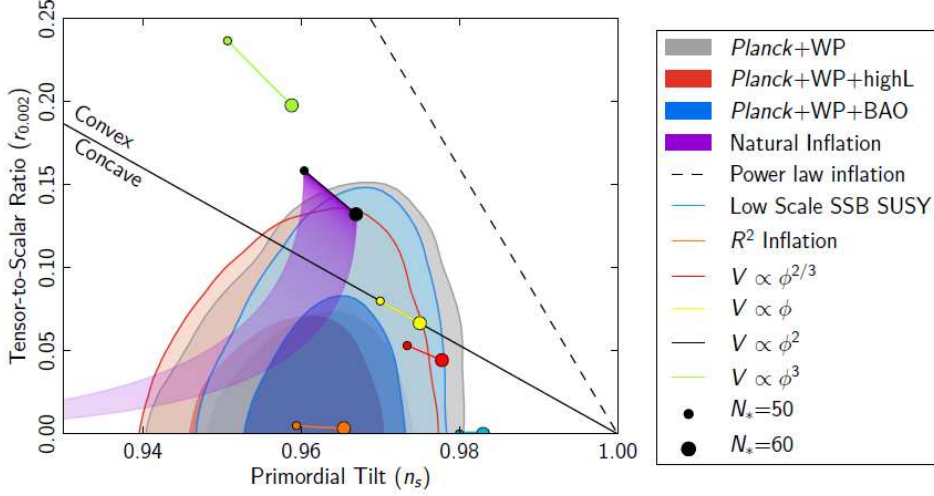 0.25
0.20
0.15
0.10
0.05
0.00
Tensor-to-Scalar Ratio (r₀.₀₀₂)
Convex
Concave
0.94
0.96
0.98
1.00
Primordial Tilt (nₛ)
Planck+WP
Planck+WP+highL
Planck+WP+BAO
Natural Inflation
Power law inflation
Low Scale SSB SUSY
R² Inflation
V ∝ ϕ²/³
V ∝ ϕ
V ∝ ϕ²
V ∝ ϕ³
N*=50
N*=60